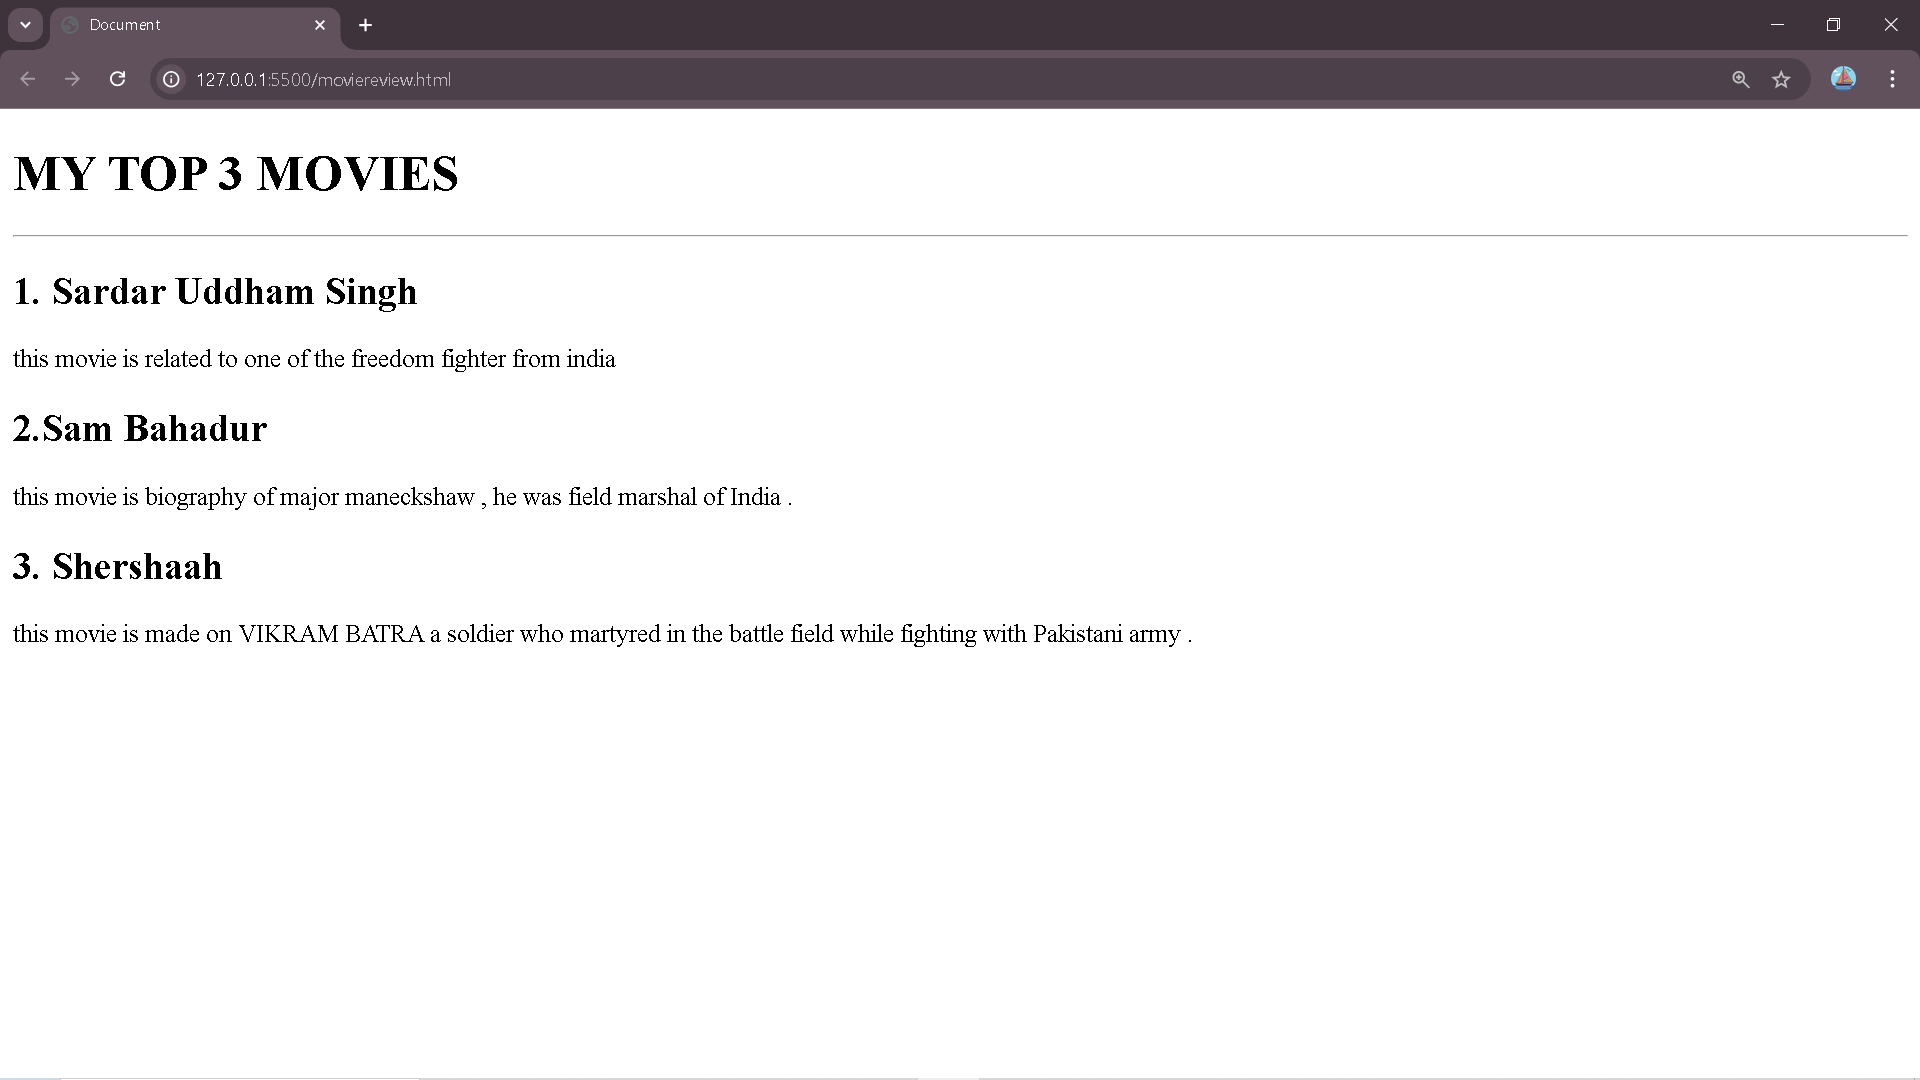 Document
127.0.0.1:5500/moviereview.html
MY TOP 3 MOVIES
1. Sardar Uddham Singh
this movie is related to one of the freedom fighter from india
2.Sam Bahadur
this movie is biography of major maneckshaw , he was field marshal of India .
3. Shershaah
this movie is made on VIKRAM BATRA a soldier who martyred in the battle field while fighting with Pakistani army .